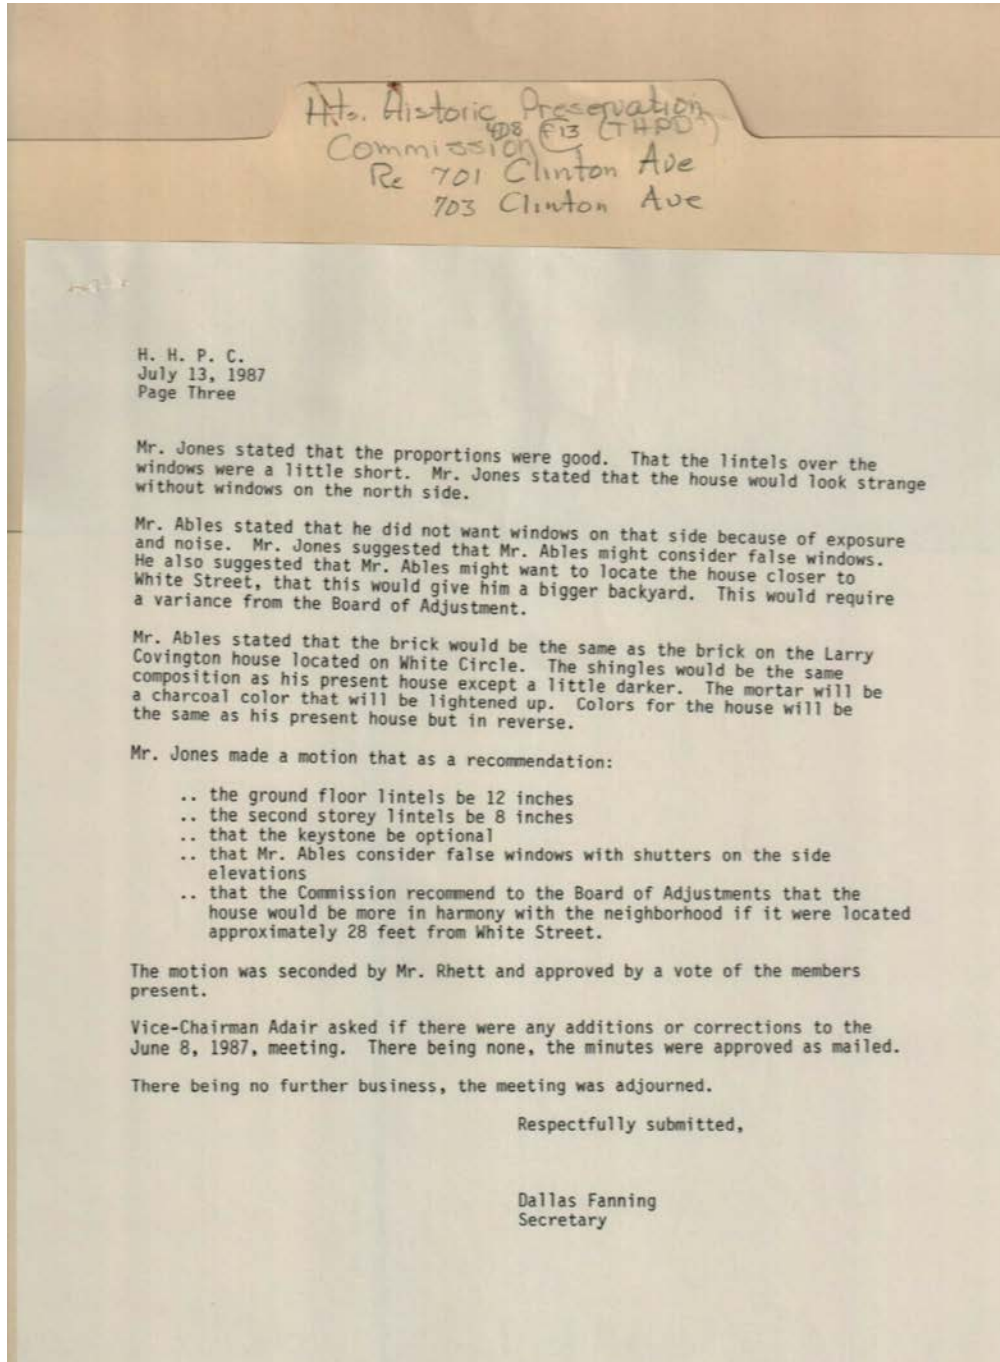 Hts. Historic Preservation
408 F13 (THPD)
Commission
Re 701 Clinton Ave
703 Clinton Ave
H. H. P. C.
July 13, 1987
Page Three
Mr. Jones stated that the proportions were good.  That the lintels over the
windows were a little short.  Mr. Jones stated that the house would look strange
without windows on the north side.
Mr. Ables stated that he did not want windows on that side because of exposure
and noise.  Mr. Jones suggested that Mr. Ables might consider false windows.
He also suggested that Mr. Ables might want to locate the house closer to
White Street, that this would give him a bigger backyard.  This would require
a variance from the Board of Adjustment.
Mr. Ables stated that the brick would be the same as the brick on the Larry
Covington house located on White Circle.  The shingles would be the same
composition as his present house except a little darker.  The mortar will be
a charcoal color that will be lightened up.  Colors for the house will be
the same as his present house but in reverse.
Mr. Jones made a motion that as a recommendation:
.. the ground floor lintels be 12 inches
.. the second storey lintels be 8 inches
.. that the keystone be optional
.. that Mr. Ables consider false windows with shutters on the side
elevations
.. that the Commission recommend to the Board of Adjustments that the
house would be more in harmony with the neighborhood if it were located
approximately 28 feet from White Street.
The motion was seconded by Mr. Rhett and approved by a vote of the members
present.
Vice-Chairman Adair asked if there were any additions or corrections to the
June 8, 1987, meeting.  There being none, the minutes were approved as mailed.
There being no further business, the meeting was adjourned.
Respectfully submitted,
Dallas Fanning
Secretary